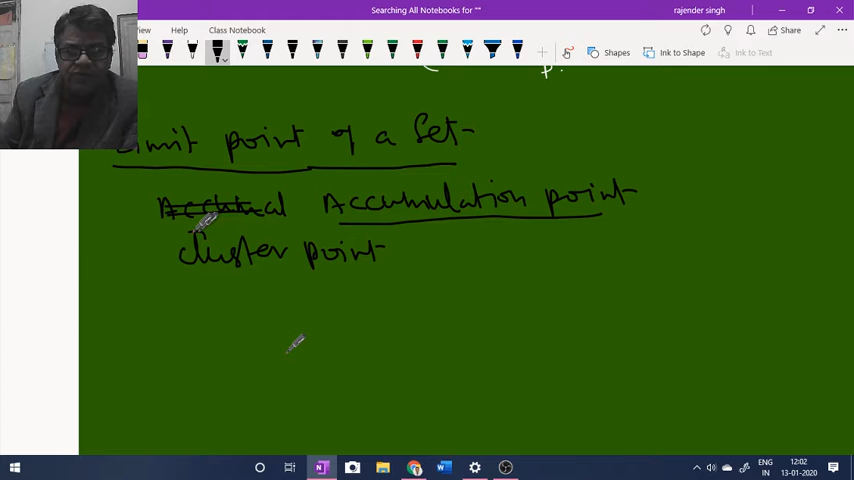 Searching All Notebooks for ""
rajender singh
View Help Class Notebook
Share
Shapes Ink to Shape Ink to Text
p.
Limit point of a Set-
Accumulation point
cluster point
ENG 12:02
IN 13-01-2020